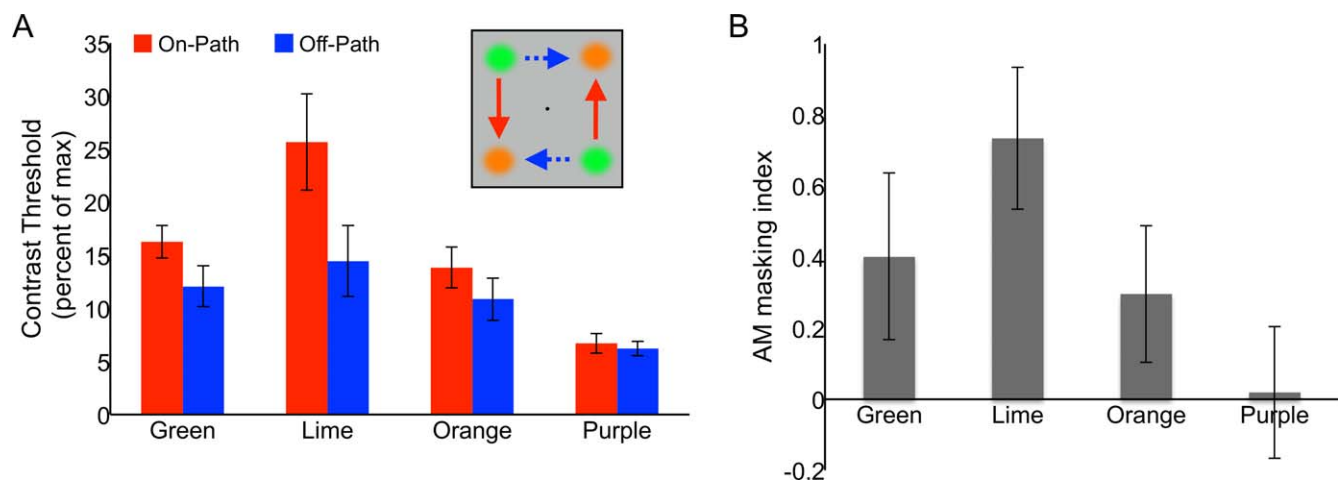 A
On-Path Off-Path
Contrast Threshold
(percent of max)
35
30
25
20
15
10
5
0
Green Lime Orange Purple
B
AM masking index
1
0.8
0.6
0.4
0.2
0
-0.2
Green Lime Orange Purple